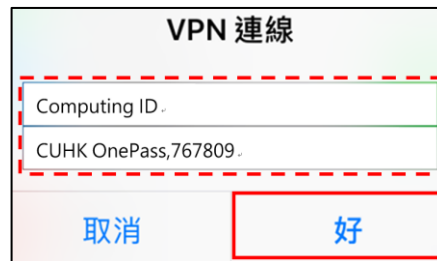 VPN 連線
Computing ID
CUHK OnePass,767809
取消 好